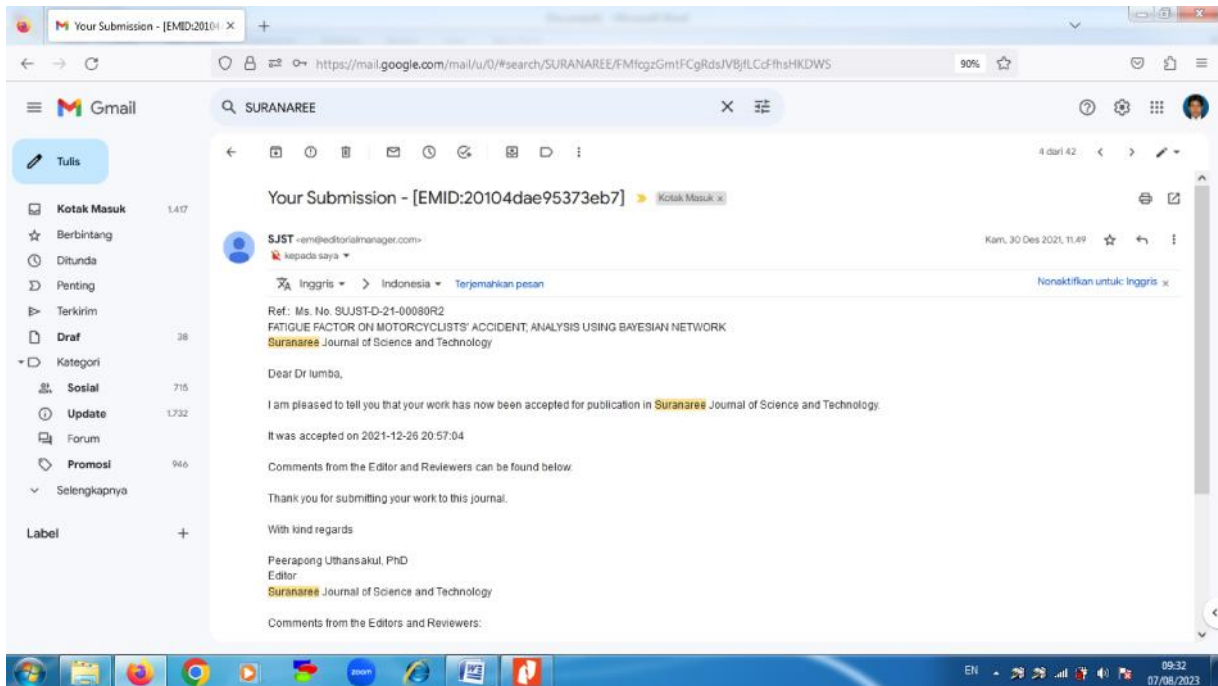 Your Submission - [EMID:2010
https://mail.google.com/mail/u/0/#search/SURANAREE/FMfcgzGmtFCgRdsJVBjfLCcFfhsHKDWS
90%
Gmail
SURANAREE
Tulis
4 dari 42
Kotak Masuk 1.417
Berbintang
Ditunda
Penting
Terkirim
Draf 28
Kategori
Sosial 715
Update 1.732
Forum
Promosi 946
Selengkapnya
Label
Your Submission - [EMID:20104dae95373eb7] Kotak Masuk x
SJST <em@editorialmanager.com>
Kam, 30 Des 2021, 11.49
kepada saya
Inggris > Indonesia Terjemahkan pesan
Nonaktifkan untuk: Inggris x
Ref.: Ms. No. SUJST-D-21-00080R2
FATIGUE FACTOR ON MOTORCYCLISTS' ACCIDENT; ANALYSIS USING BAYESIAN NETWORK
Suranaree Journal of Science and Technology
Dear Dr lumba,
I am pleased to tell you that your work has now been accepted for publication in Suranaree Journal of Science and Technology.
It was accepted on 2021-12-26 20:57:04
Comments from the Editor and Reviewers can be found below.
Thank you for submitting your work to this journal.
With kind regards
Peerapong Uthansakul, PhD
Editor
Suranaree Journal of Science and Technology
Comments from the Editors and Reviewers:
zoom
EN
09:32
07/08/2023